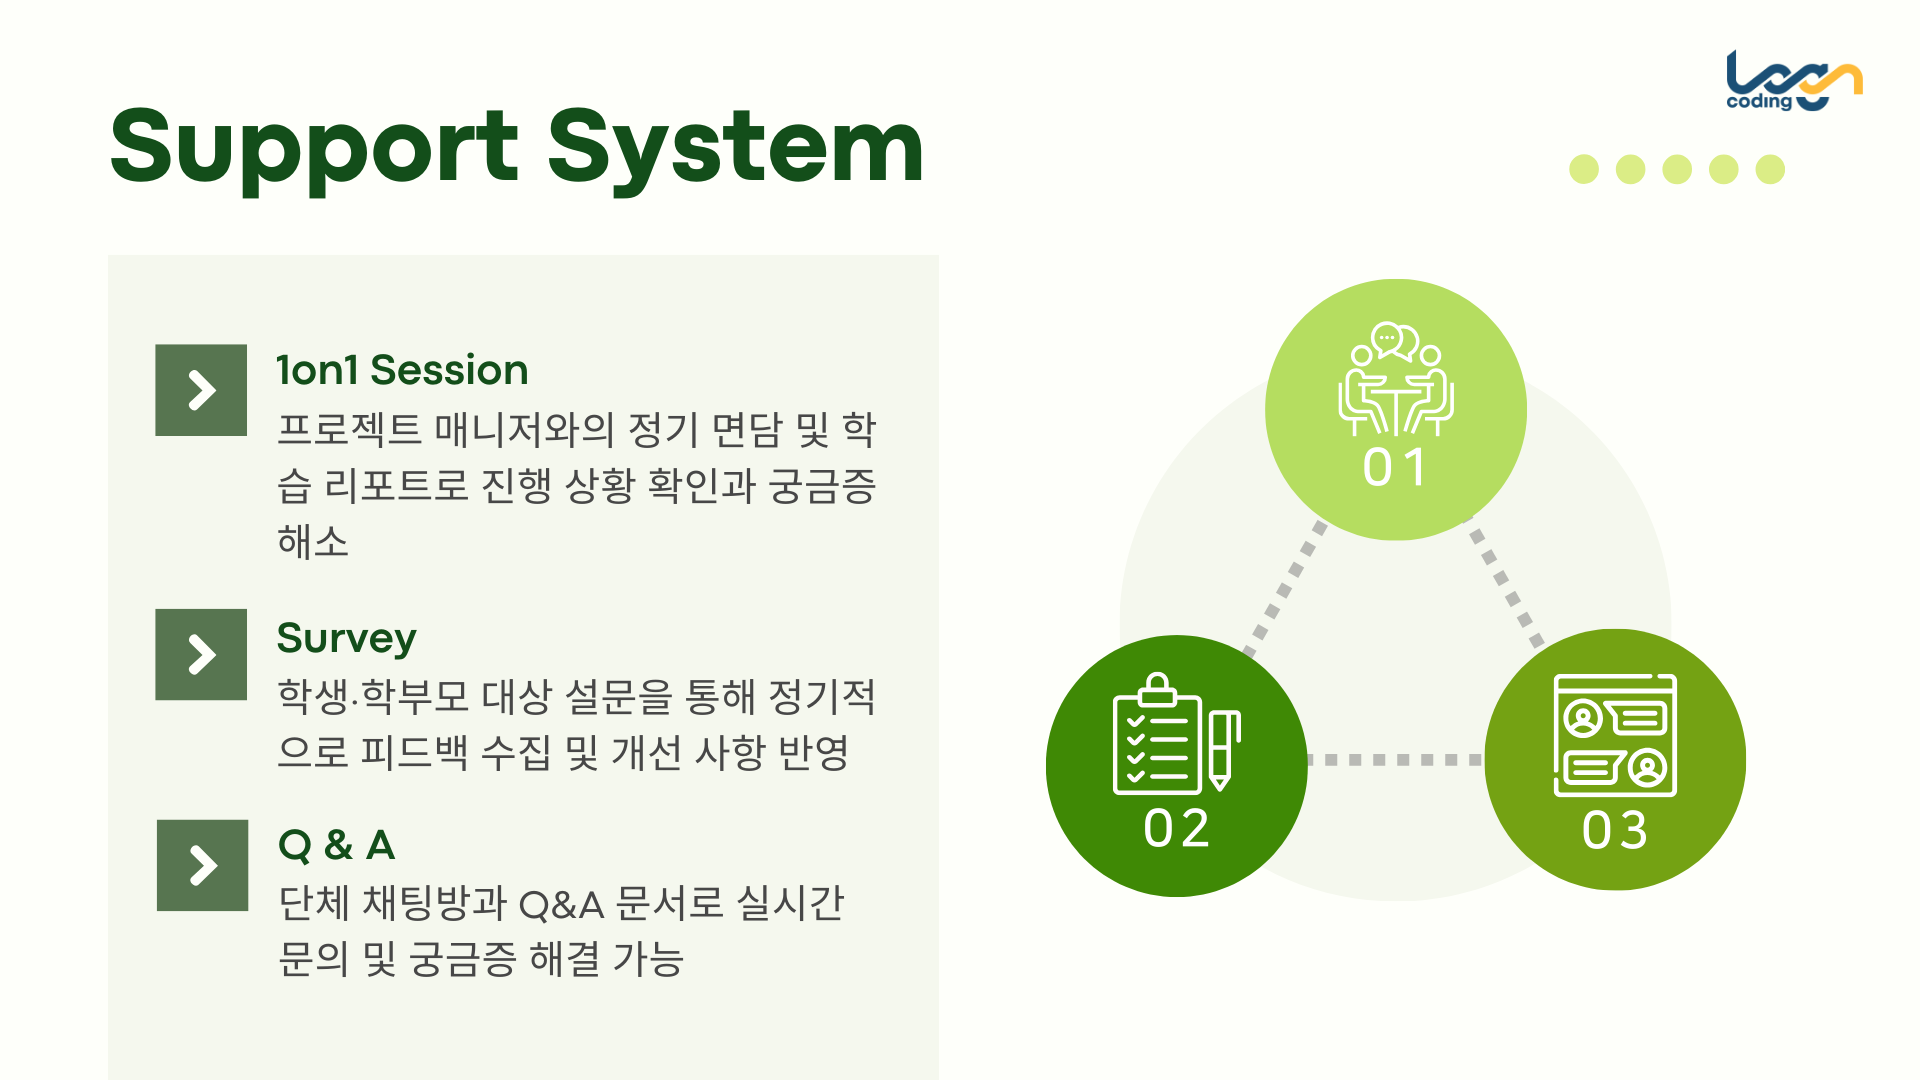 Logan
coding
Support System
1on1 Session
프로젝트 매니저와의 정기 면담 및 학
습 리포트로 진행 상황 확인과 궁금증
해소
Survey
학생·학부모 대상 설문을 통해 정기적
으로 피드백 수집 및 개선 사항 반영
Q & A
단체 채팅방과 Q&A 문서로 실시간
문의 및 궁금증 해결 가능
01
02
03